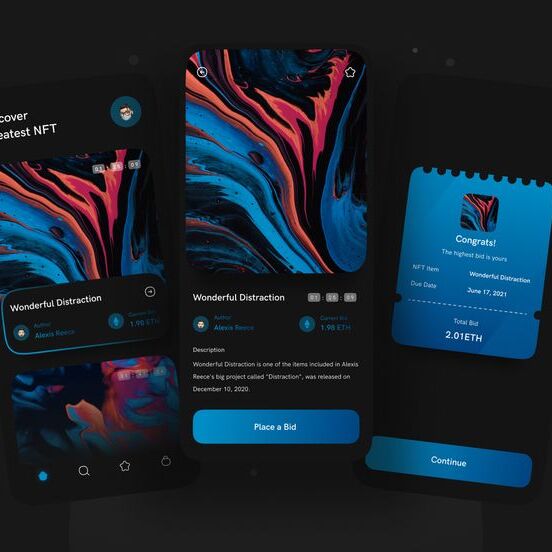 cover
eatest NFT
01 : 25 : 09
Wonderful Distraction
Author
Alexis Reece
Current Bid
1.98 ETH
Wonderful Distraction
01 : 25 : 09
Author
Alexis Reece
Current Bid
1.98 ETH
Description
Wonderful Distraction is one of the items included in Alexis
Reece's big project called "Distraction", was released on
December 10, 2020.
Place a Bid
Congrats!
The highest bid is yours
NFT Item Wonderful Distraction
Due Date June 17, 2021
Total Bid
2.01ETH
Continue